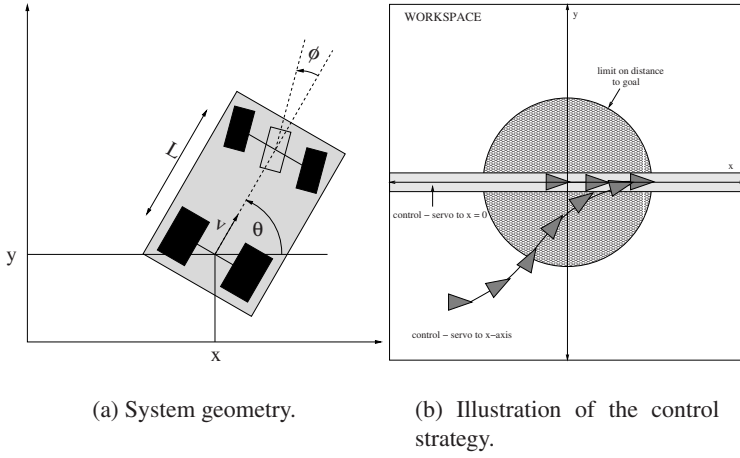 ϕ
L
v
θ
y
x
WORKSPACE
y
limit on distance
to goal
x
control – servo to x = 0
control – servo to x–axis
(a) System geometry.
(b) Illustration of the control
strategy.